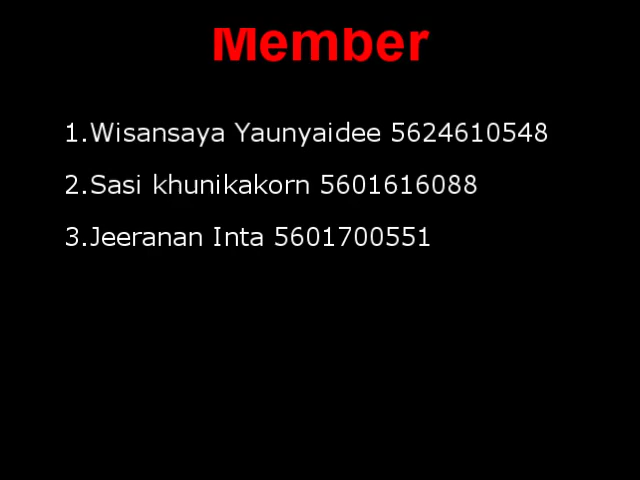 Member
1.Wisansaya Yaunyaidee 5624610548
2.Sasi khunikakorn 5601616088
3.Jeeranan Inta 5601700551